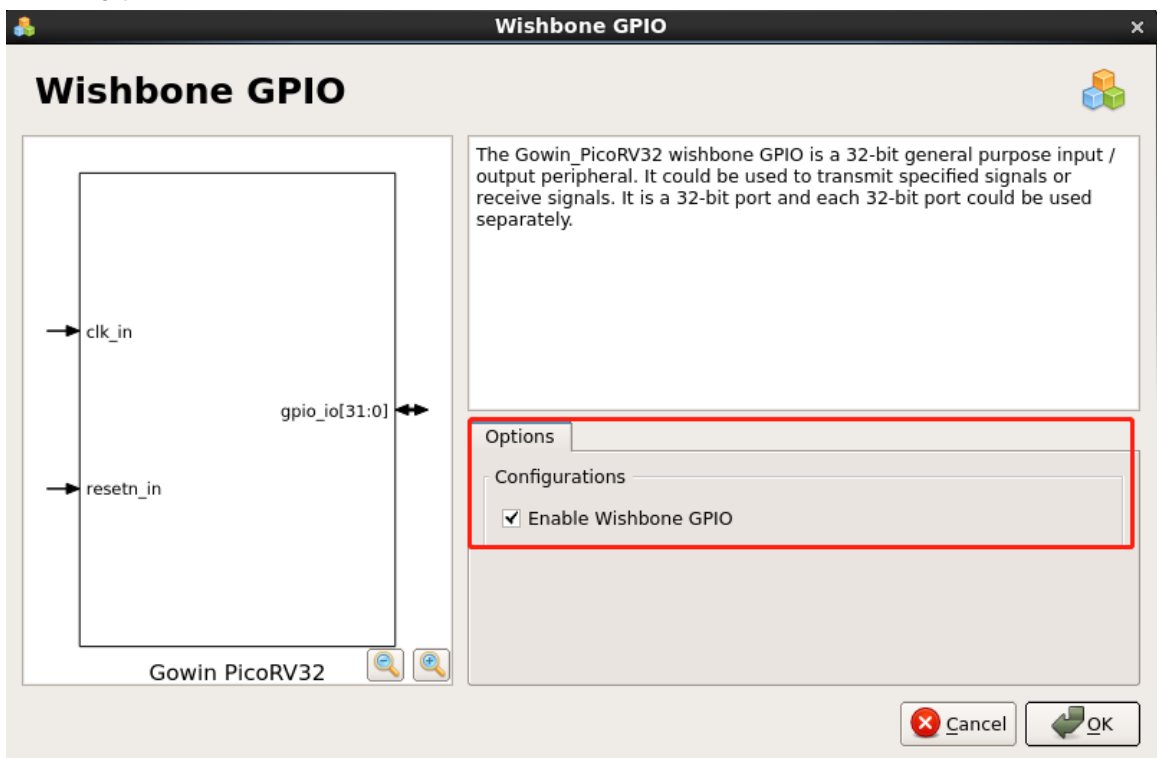 Wishbone GPIO
Wishbone GPIO
The Gowin_PicoRV32 wishbone GPIO is a 32-bit general purpose input /
output peripheral. It could be used to transmit specified signals or
receive signals. It is a 32-bit port and each 32-bit port could be used
separately.
clk_in
gpio_io[31:0]
resetn_in
Gowin PicoRV32
Options
Configurations
Enable Wishbone GPIO
Cancel
OK